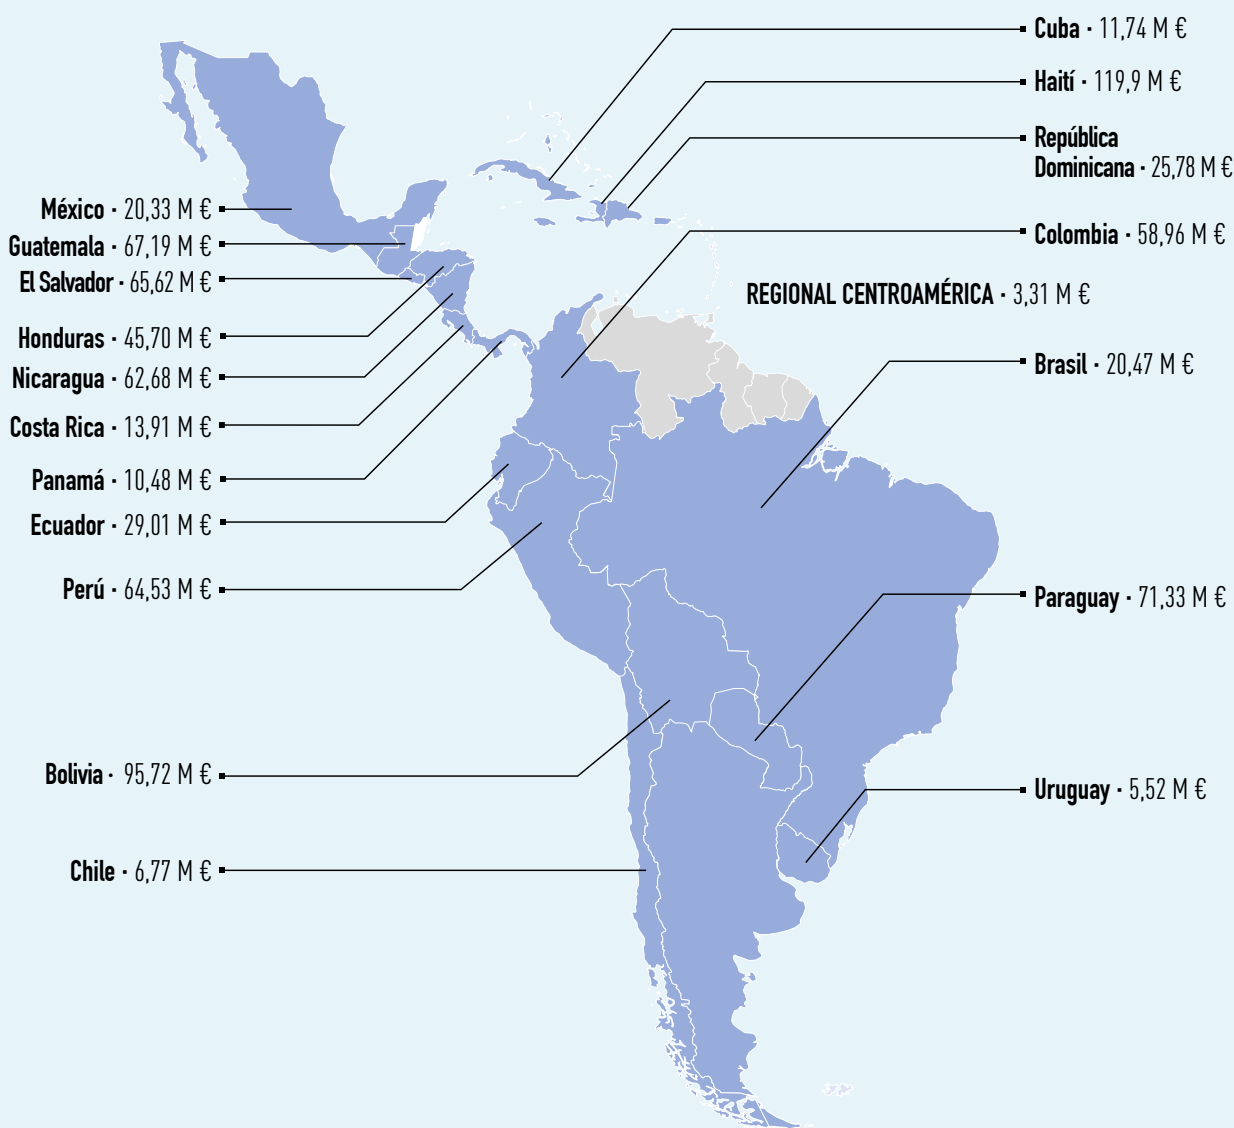 México · 20,33 M €
Guatemala · 67,19 M €
El Salvador · 65,62 M €
Honduras · 45,70 M €
Nicaragua · 62,68 M €
Costa Rica · 13,91 M €
Panamá · 10,48 M €
Ecuador · 29,01 M €
Perú · 64,53 M €
Bolivia · 95,72 M €
Chile · 6,77 M €
Cuba · 11,74 M €
Haití · 119,9 M €
República
Dominicana · 25,78 M €
Colombia · 58,96 M €
REGIONAL CENTROAMÉRICA · 3,31 M €
Brasil · 20,47 M €
Paraguay · 71,33 M €
Uruguay · 5,52 M €